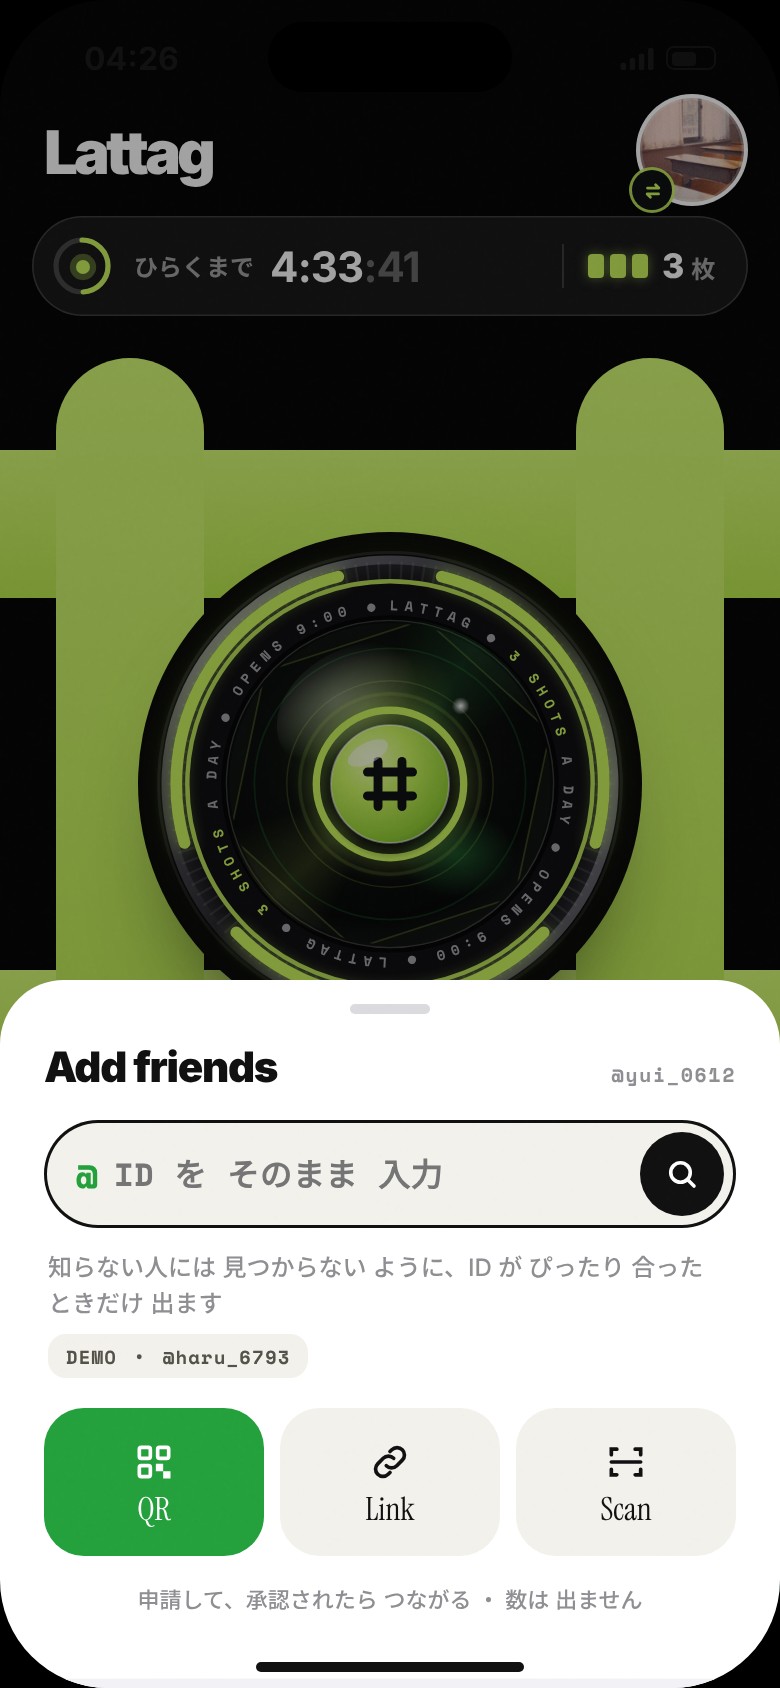 04:26
Lattag
ひらくまで 4:33:41 3 枚
LATTAG ● 3 SHOTS A DAY ● OPENS 9:00 ● LATTAG ● 3 SHOTS A DAY ● OPENS 9:00 ●
Add friends
@yui_0612
@ ID を そのまま 入力
知らない人には 見つからない ように、ID が ぴったり 合った
ときだけ 出ます
DEMO ・ @haru_6793
QR Link Scan
申請して、承認されたら つながる ・ 数は 出ません